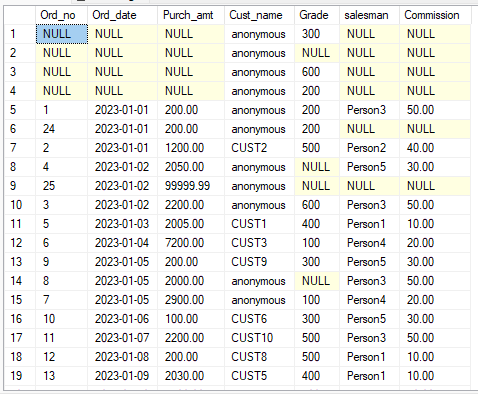 Ord_no Ord_date Purch_amt Cust_name Grade salesman Commission
1 NULL NULL NULL anonymous 300 NULL NULL
2 NULL NULL NULL anonymous NULL NULL NULL
3 NULL NULL NULL anonymous 600 NULL NULL
4 NULL NULL NULL anonymous 200 NULL NULL
5 1 2023-01-01 200.00 anonymous 200 Person3 50.00
6 24 2023-01-01 200.00 anonymous 200 NULL NULL
7 2 2023-01-01 1200.00 CUST2 500 Person2 40.00
8 4 2023-01-02 2050.00 anonymous NULL Person5 30.00
9 25 2023-01-02 99999.99 anonymous NULL NULL NULL
10 3 2023-01-02 2200.00 anonymous 600 Person3 50.00
11 5 2023-01-03 2005.00 CUST1 400 Person1 10.00
12 6 2023-01-04 7200.00 CUST3 100 Person4 20.00
13 9 2023-01-05 200.00 CUST9 300 Person5 30.00
14 8 2023-01-05 2000.00 anonymous NULL Person3 50.00
15 7 2023-01-05 2900.00 anonymous 100 Person4 20.00
16 10 2023-01-06 100.00 CUST6 300 Person5 30.00
17 11 2023-01-07 2200.00 CUST10 500 Person3 50.00
18 12 2023-01-08 200.00 CUST8 500 Person1 10.00
19 13 2023-01-09 2030.00 CUST5 400 Person1 10.00